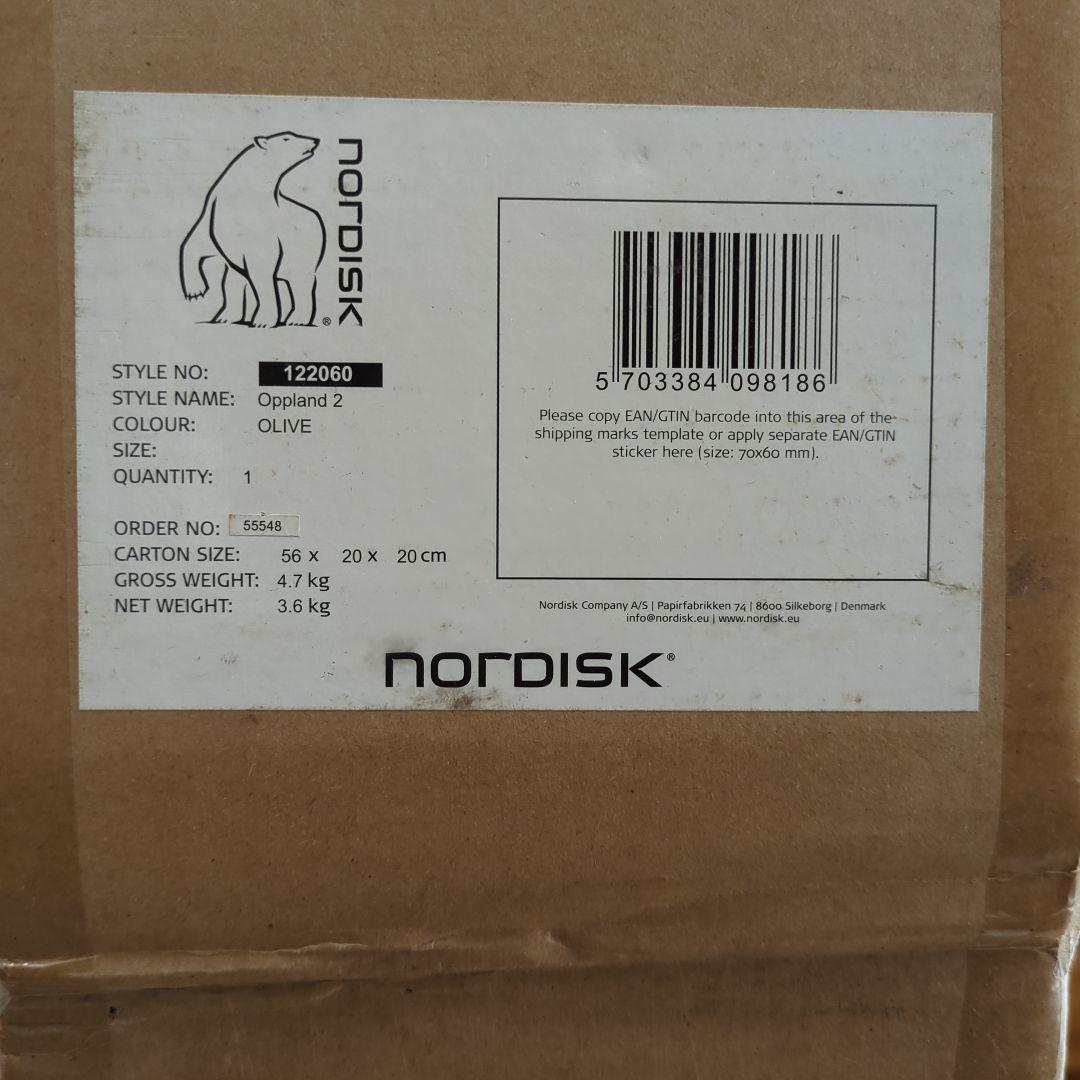 NORDISK®
STYLE NO: 122060
STYLE NAME: Oppland 2
COLOUR: OLIVE
SIZE:
QUANTITY: 1
ORDER NO: 55548
CARTON SIZE: 56 x 20 x 20 cm
GROSS WEIGHT: 4.7 kg
NET WEIGHT: 3.6 kg
5 703384 098186
Please copy EAN/GTIN barcode into this area of the
shipping marks template or apply separate EAN/GTIN
sticker here (size: 70x60 mm).
Nordisk Company A/S | Papirfabrikken 74 | 8600 Silkeborg | Denmark
info@nordisk.eu | www.nordisk.eu
NORDISK®